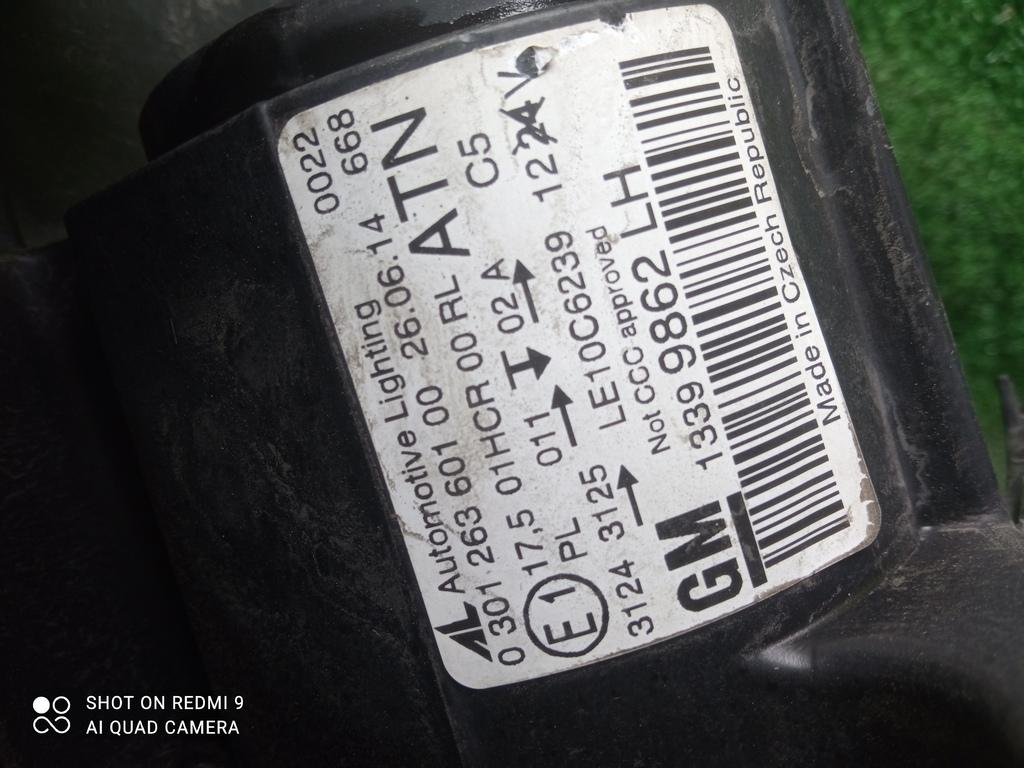 AL Automotive Lighting 0022
0 301 263 601 00 26.06.14 668
17,5 01HCR 00 RL ATN
E1 PL 011 02 A C5
3124 3125 LE10C6239 1224V
Not CCC approved
GM 1339 9862 LH
Made in Czech Republic
SHOT ON REDMI 9
AI QUAD CAMERA